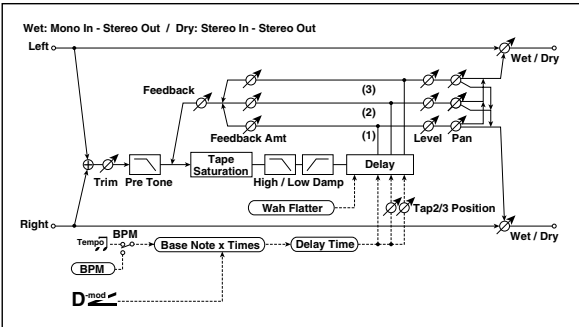 Wet: Mono In - Stereo Out / Dry: Stereo In - Stereo Out
Left
Wet / Dry
Feedback
(3)
(2)
Feedback Amt
(1)
Level
Pan
Trim
Pre Tone
Tape
Saturation
High / Low Damp
Delay
Wah Flatter
Tap2/3 Position
Right
Wet / Dry
Tempo
BPM
Base Note x Times
Delay Time
BPM
D-mod